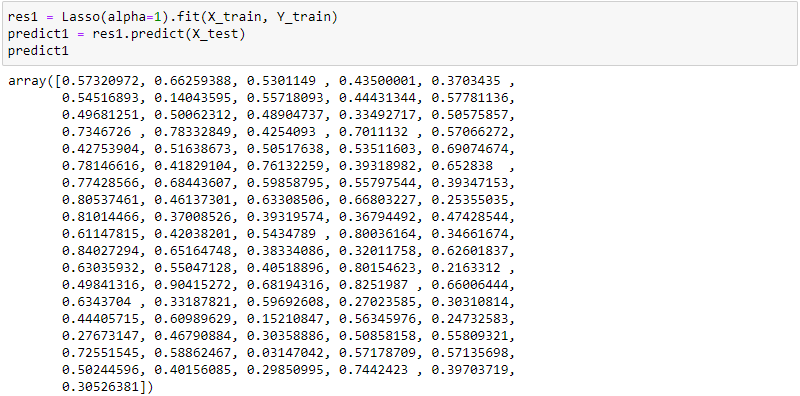 res1 = Lasso(alpha=1).fit(X_train, Y_train)
predict1 = res1.predict(X_test)
predict1
array([0.57320972, 0.66259388, 0.5301149 , 0.43500001, 0.3703435 ,
0.54516893, 0.14043595, 0.55718093, 0.44431344, 0.57781136,
0.49681251, 0.50062312, 0.48904737, 0.33492717, 0.50575857,
0.7346726 , 0.78332849, 0.4254093 , 0.7011132 , 0.57066272,
0.42753904, 0.51638673, 0.50517638, 0.53511603, 0.69074674,
0.78146616, 0.41829104, 0.76132259, 0.39318982, 0.652838  ,
0.77428566, 0.68443607, 0.59858795, 0.55797544, 0.39347153,
0.80537461, 0.46137301, 0.63308506, 0.66803227, 0.25355035,
0.81014466, 0.37008526, 0.39319574, 0.36794492, 0.47428544,
0.61147815, 0.42038201, 0.5434789 , 0.80036164, 0.34661674,
0.84027294, 0.65164748, 0.38334086, 0.32011758, 0.62601837,
0.63035932, 0.55047128, 0.40518896, 0.80154623, 0.2163312 ,
0.49841316, 0.90415272, 0.68194316, 0.8251987 , 0.66006444,
0.6343704 , 0.33187821, 0.59692608, 0.27023585, 0.30310814,
0.44405715, 0.60989629, 0.15210847, 0.56345976, 0.24732583,
0.27673147, 0.46790884, 0.30358886, 0.50858158, 0.55809321,
0.72551545, 0.58862467, 0.03147042, 0.57178709, 0.57135698,
0.50244596, 0.40156085, 0.29850995, 0.7442423 , 0.39703719,
0.30526381])